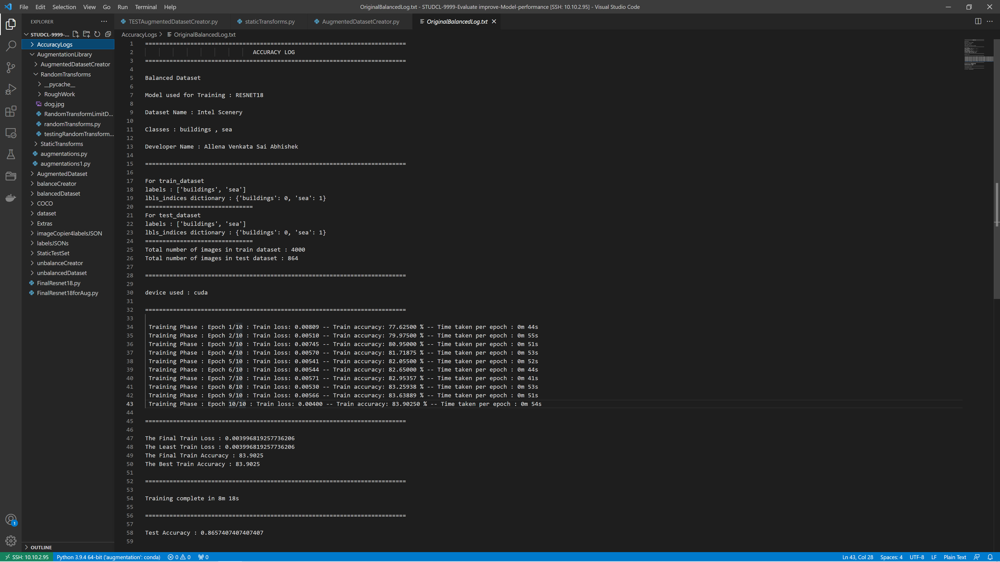 File Edit Selection View Go Run Terminal Help
OriginalBalancedLog.txt - STUDCL-9999-Evaluate improve-Model-performance [SSH: 10.10.2.95] - Visual Studio Code
EXPLORER
STUDCL-9999-...
AccuracyLogs
AugmentationLibrary
AugmentedDatasetCreator
RandomTransforms
__pycache__
RoughWork
dog.jpg
RandomTransformLimitD...
randomTransforms.py
testingRandomTransform...
StaticTransforms
augmentations.py
augmentations1.py
AugmentedDataset
balanceCreator
balancedDataset
COCO
dataset
Extras
imageCopier4labelsJSON
labelsJSONs
StaticTestSet
unbalanceCreator
unbalancedDataset
FinalResnet18.py
FinalResnet18forAug.py
OUTLINE
1
TESTAugmentedDatasetCreator.py staticTransforms.py AugmentedDatasetCreator.py OriginalBalancedLog.txt
AccuracyLogs > OriginalBalancedLog.txt
1 ===========================================================================
2 ACCURACY LOG
3 ===========================================================================
4
5 Balanced Dataset
6
7 Model used for Training : RESNET18
8
9 Dataset Name : Intel Scenery
10
11 Classes : buildings , sea
12
13 Developer Name : Allena Venkata Sai Abhishek
14
15 ===========================================================================
16
17 For train_dataset
18 labels : ['buildings', 'sea']
19 lbls_indices dictionary : {'buildings': 0, 'sea': 1}
20 ===============================
21 For test_dataset
22 labels : ['buildings', 'sea']
23 lbls_indices dictionary : {'buildings': 0, 'sea': 1}
24 ===============================
25 Total number of images in train dataset : 4000
26 Total number of images in test dataset : 864
27
28 ===========================================================================
29
30 device used : cuda
31
32 ===========================================================================
33
34 Training Phase : Epoch 1/10 : Train loss: 0.00809 -- Train accuracy: 77.62500 % -- Time taken per epoch : 0m 44s
35 Training Phase : Epoch 2/10 : Train loss: 0.00510 -- Train accuracy: 79.97500 % -- Time taken per epoch : 0m 55s
36 Training Phase : Epoch 3/10 : Train loss: 0.00745 -- Train accuracy: 80.95000 % -- Time taken per epoch : 0m 51s
37 Training Phase : Epoch 4/10 : Train loss: 0.00570 -- Train accuracy: 81.71875 % -- Time taken per epoch : 0m 53s
38 Training Phase : Epoch 5/10 : Train loss: 0.00541 -- Train accuracy: 82.05500 % -- Time taken per epoch : 0m 52s
39 Training Phase : Epoch 6/10 : Train loss: 0.00544 -- Train accuracy: 82.65000 % -- Time taken per epoch : 0m 44s
40 Training Phase : Epoch 7/10 : Train loss: 0.00571 -- Train accuracy: 82.95357 % -- Time taken per epoch : 0m 41s
41 Training Phase : Epoch 8/10 : Train loss: 0.00530 -- Train accuracy: 83.25938 % -- Time taken per epoch : 0m 53s
42 Training Phase : Epoch 9/10 : Train loss: 0.00566 -- Train accuracy: 83.63889 % -- Time taken per epoch : 0m 51s
43 Training Phase : Epoch 10/10 : Train loss: 0.00400 -- Train accuracy: 83.90250 % -- Time taken per epoch : 0m 54s
44
45 ===========================================================================
46
47 The Final Train Loss : 0.003996819257736206
48 The Least Train Loss : 0.003996819257736206
49 The Final Train Accuracy : 83.9025
50 The Best Train Accuracy : 83.9025
51
52 ===========================================================================
53
54 Training complete in 8m 18s
55
56 ===========================================================================
57
58 Test Accuracy : 0.8657407407407407
59
SSH: 10.10.2.95 Python 3.9.4 64-bit ('augmentation': conda) 0 0 0 Ln 43, Col 28 Spaces: 4 UTF-8 LF Plain Text